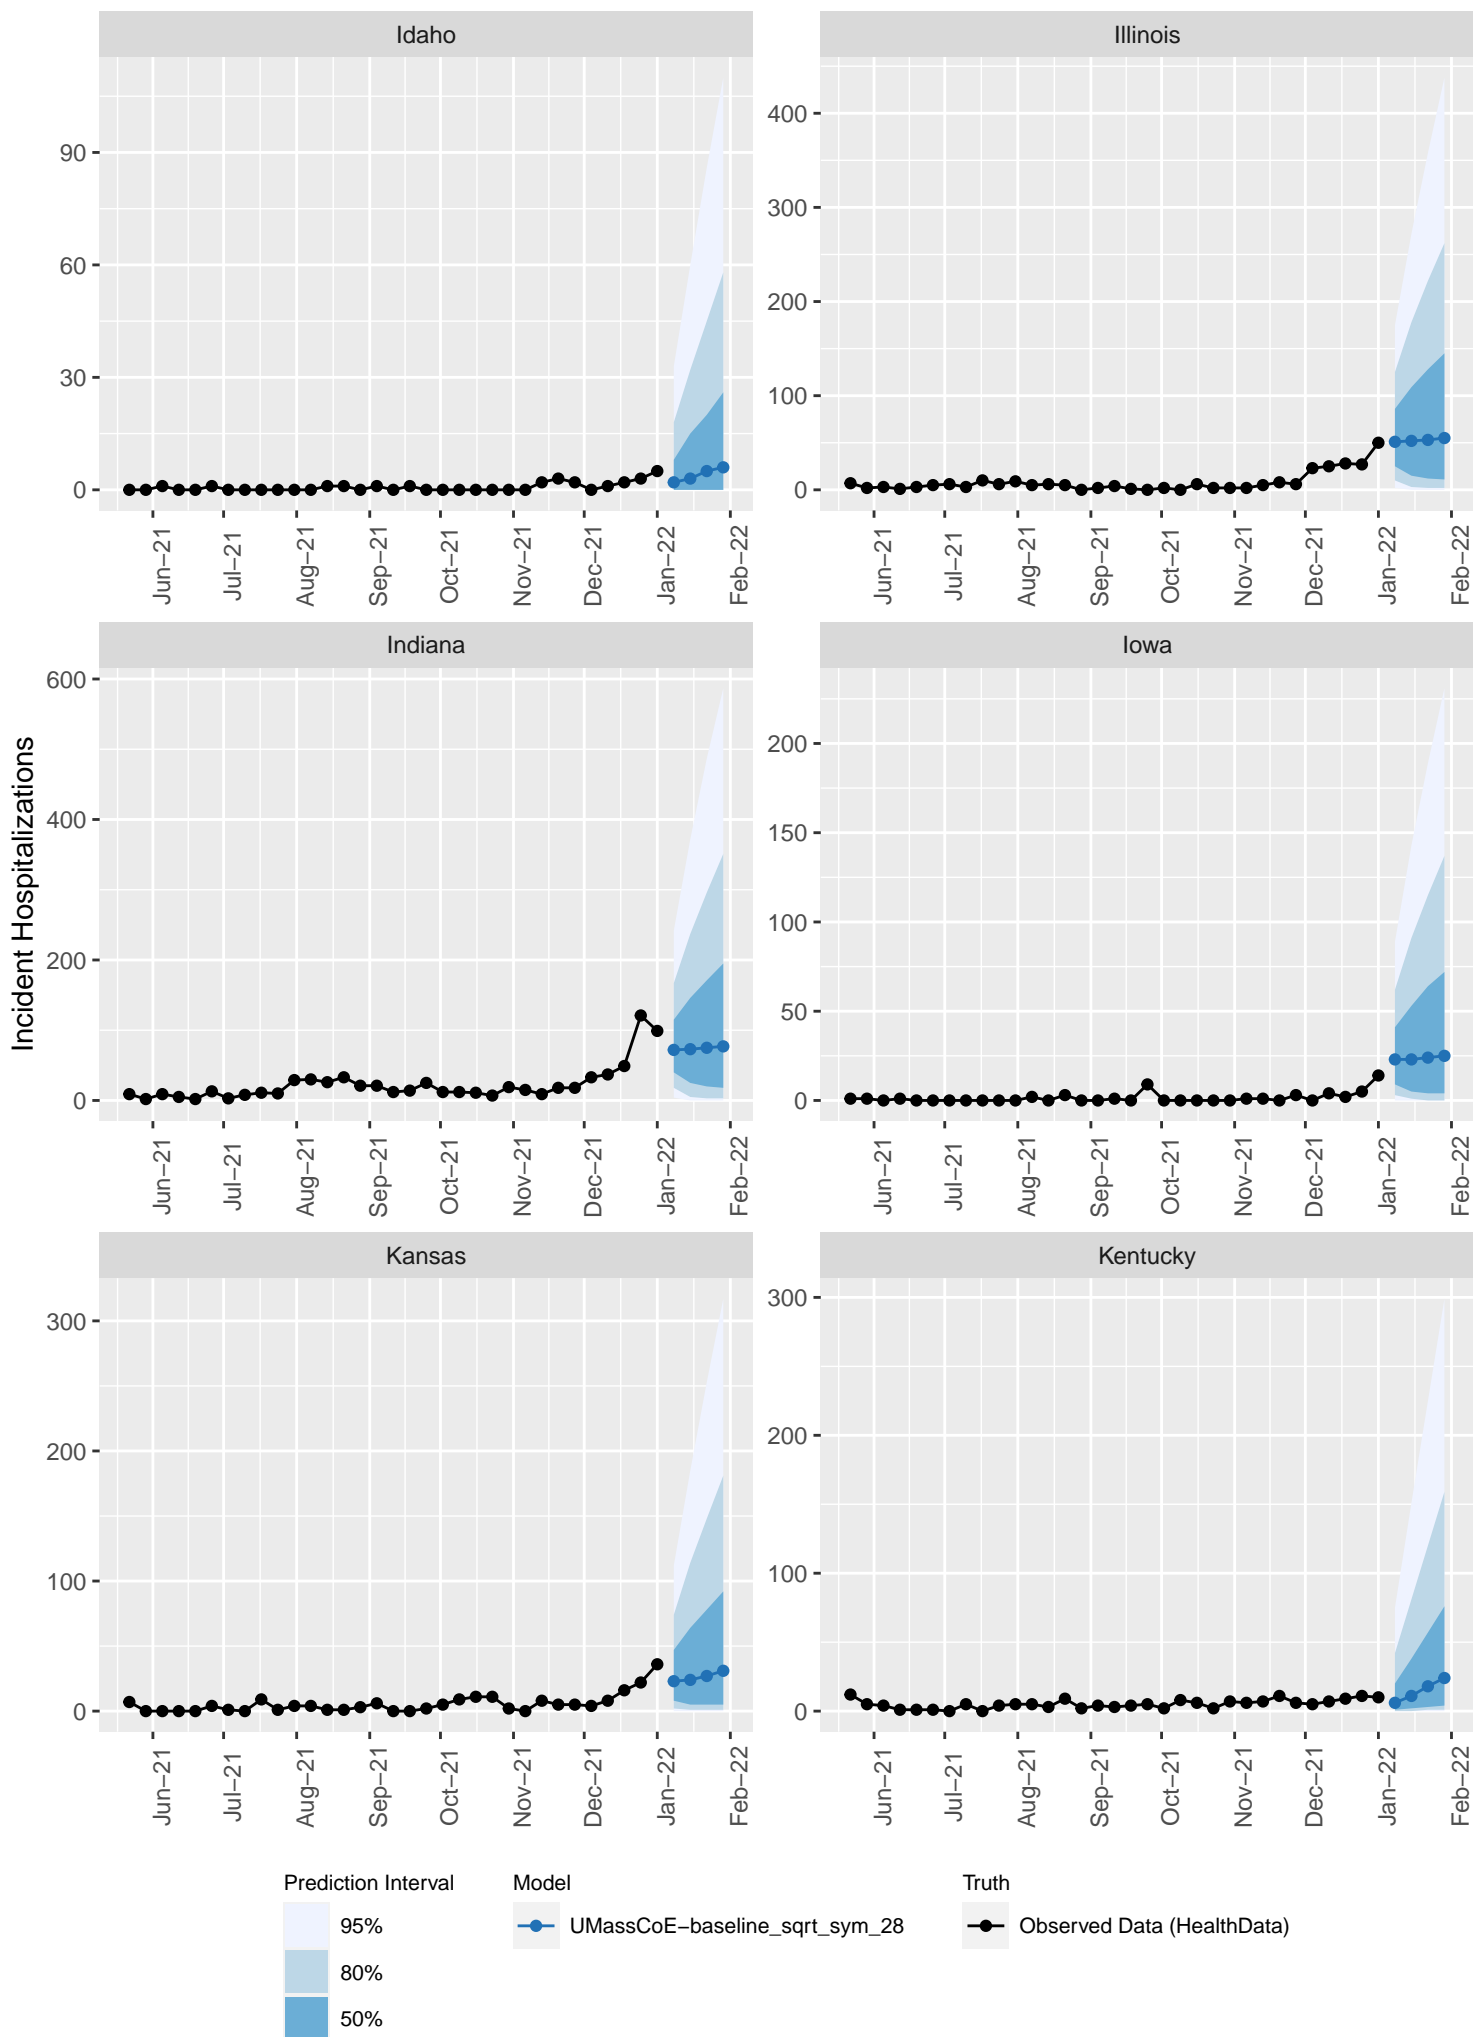 Idaho
Illinois
90
60
30
0
400
300
200
100
0
Jun−21
Jul−21
Aug−21
Sep−21
Oct−21
Nov−21
Dec−21
Jan−22
Feb−22
Jun−21
Jul−21
Aug−21
Sep−21
Oct−21
Nov−21
Dec−21
Jan−22
Feb−22
Incident Hospitalizations
Indiana
Iowa
600
400
200
0
200
150
100
50
0
Jun−21
Jul−21
Aug−21
Sep−21
Oct−21
Nov−21
Dec−21
Jan−22
Feb−22
Jun−21
Jul−21
Aug−21
Sep−21
Oct−21
Nov−21
Dec−21
Jan−22
Feb−22
Kansas
Kentucky
300
200
100
0
300
200
100
0
Jun−21
Jul−21
Aug−21
Sep−21
Oct−21
Nov−21
Dec−21
Jan−22
Feb−22
Jun−21
Jul−21
Aug−21
Sep−21
Oct−21
Nov−21
Dec−21
Jan−22
Feb−22
Prediction Interval
95%
80%
50%
Model
UMassCoE−baseline_sqrt_sym_28
Truth
Observed Data (HealthData)